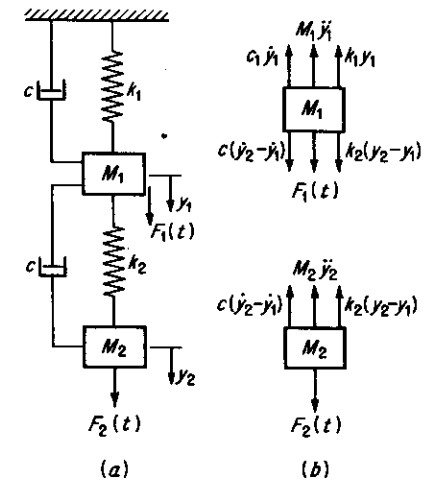 c
k₁
M₁
y₁
F₁(t)
c
k₂
M₂
y₂
F₂(t)
(a)
M₁ÿ₁
c₁ẏ₁
k₁y₁
M₁
c(ẏ₂-ẏ₁)
k₂(y₂-y₁)
F₁(t)
M₂ÿ₂
c(ẏ₂-ẏ₁)
k₂(y₂-y₁)
M₂
F₂(t)
(b)